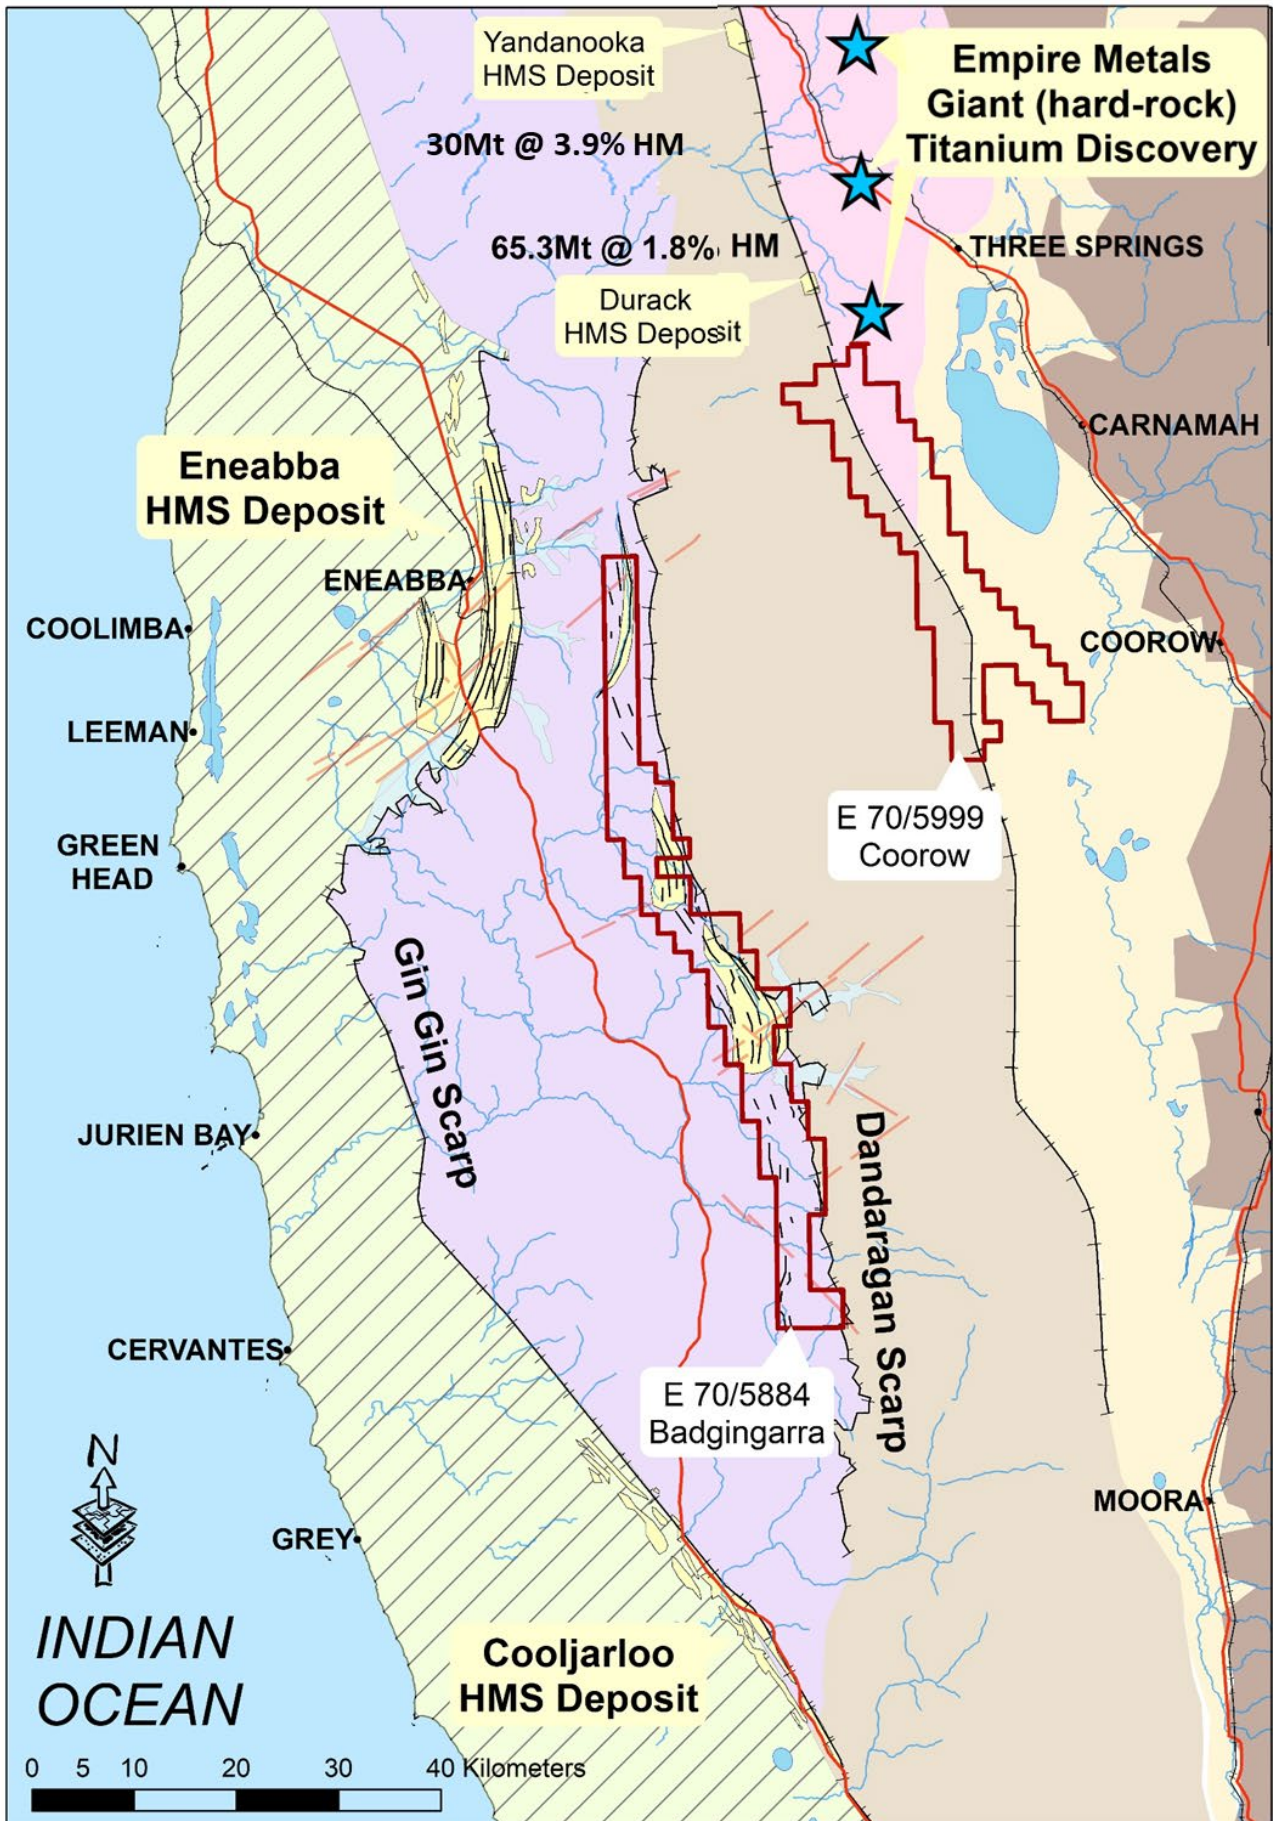 Yandanooka
HMS Deposit
Empire Metals
Giant (hard-rock)
Titanium Discovery
30Mt @ 3.9% HM
65.3Mt @ 1.8% HM
THREE SPRINGS
Durack
HMS Deposit
CARNAMAH
Eneabba
HMS Deposit
ENEABBA
COOLIMBA
COOROW
LEEMAN
E 70/5999
Coorow
GREEN
HEAD
Gin Gin Scarp
JURIEN BAY
Dandaragan Scarp
CERVANTES
E 70/5884
Badgingarra
N
MOORA
GREY
INDIAN
OCEAN
Cooljarloo
HMS Deposit
0 5 10 20 30 40 Kilometers